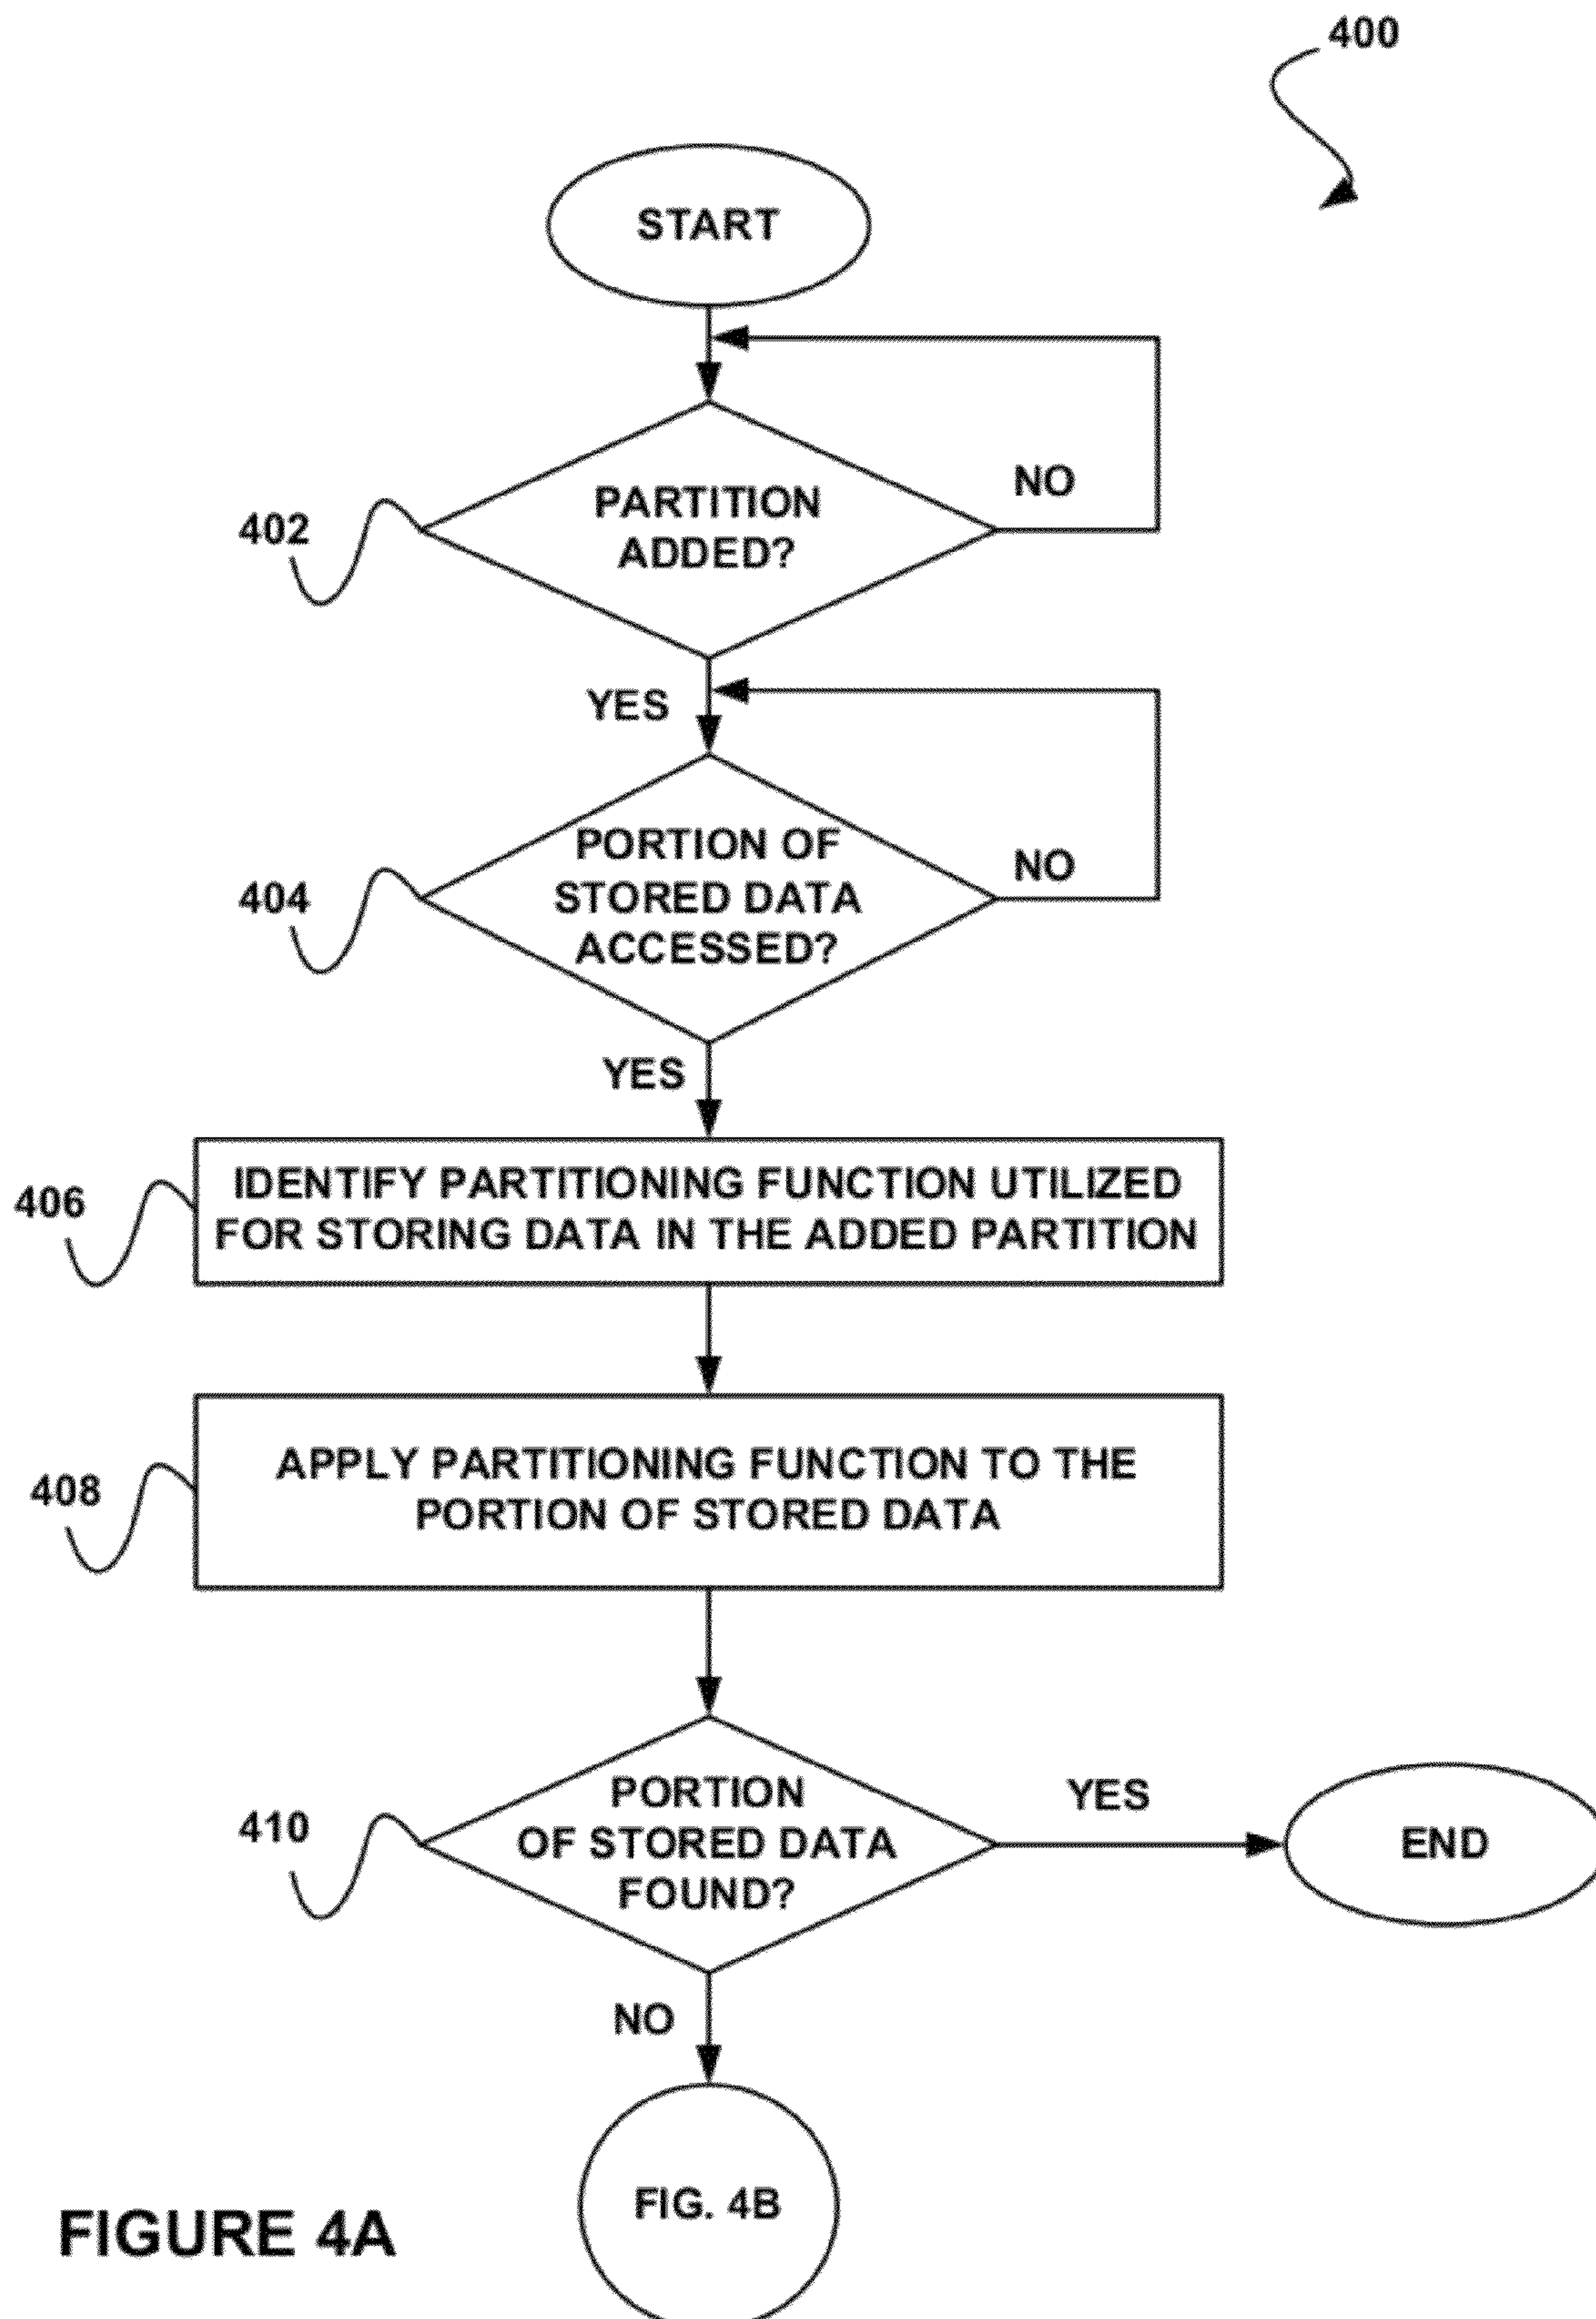 400
START
PARTITION
ADDED?
NO
402
YES
PORTION OF
STORED DATA
ACCESSED?
NO
404
YES
406
IDENTIFY PARTITIONING FUNCTION UTILIZED
FOR STORING DATA IN THE ADDED PARTITION
408
APPLY PARTITIONING FUNCTION TO THE
PORTION OF STORED DATA
410
PORTION
OF STORED DATA
FOUND?
YES
END
NO
FIG. 4B
FIGURE 4A